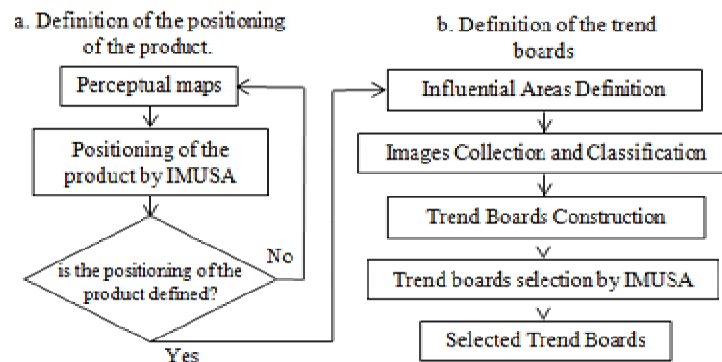 a. Definition of the positioning
of the product.
Perceptual maps
Positioning of the
product by IMUSA
is the positioning of the
product defined?
No
Yes
b. Definition of the trend
boards
Influential Areas Definition
Images Collection and Classification
Trend Boards Construction
Trend boards selection by IMUSA
Selected Trend Boards